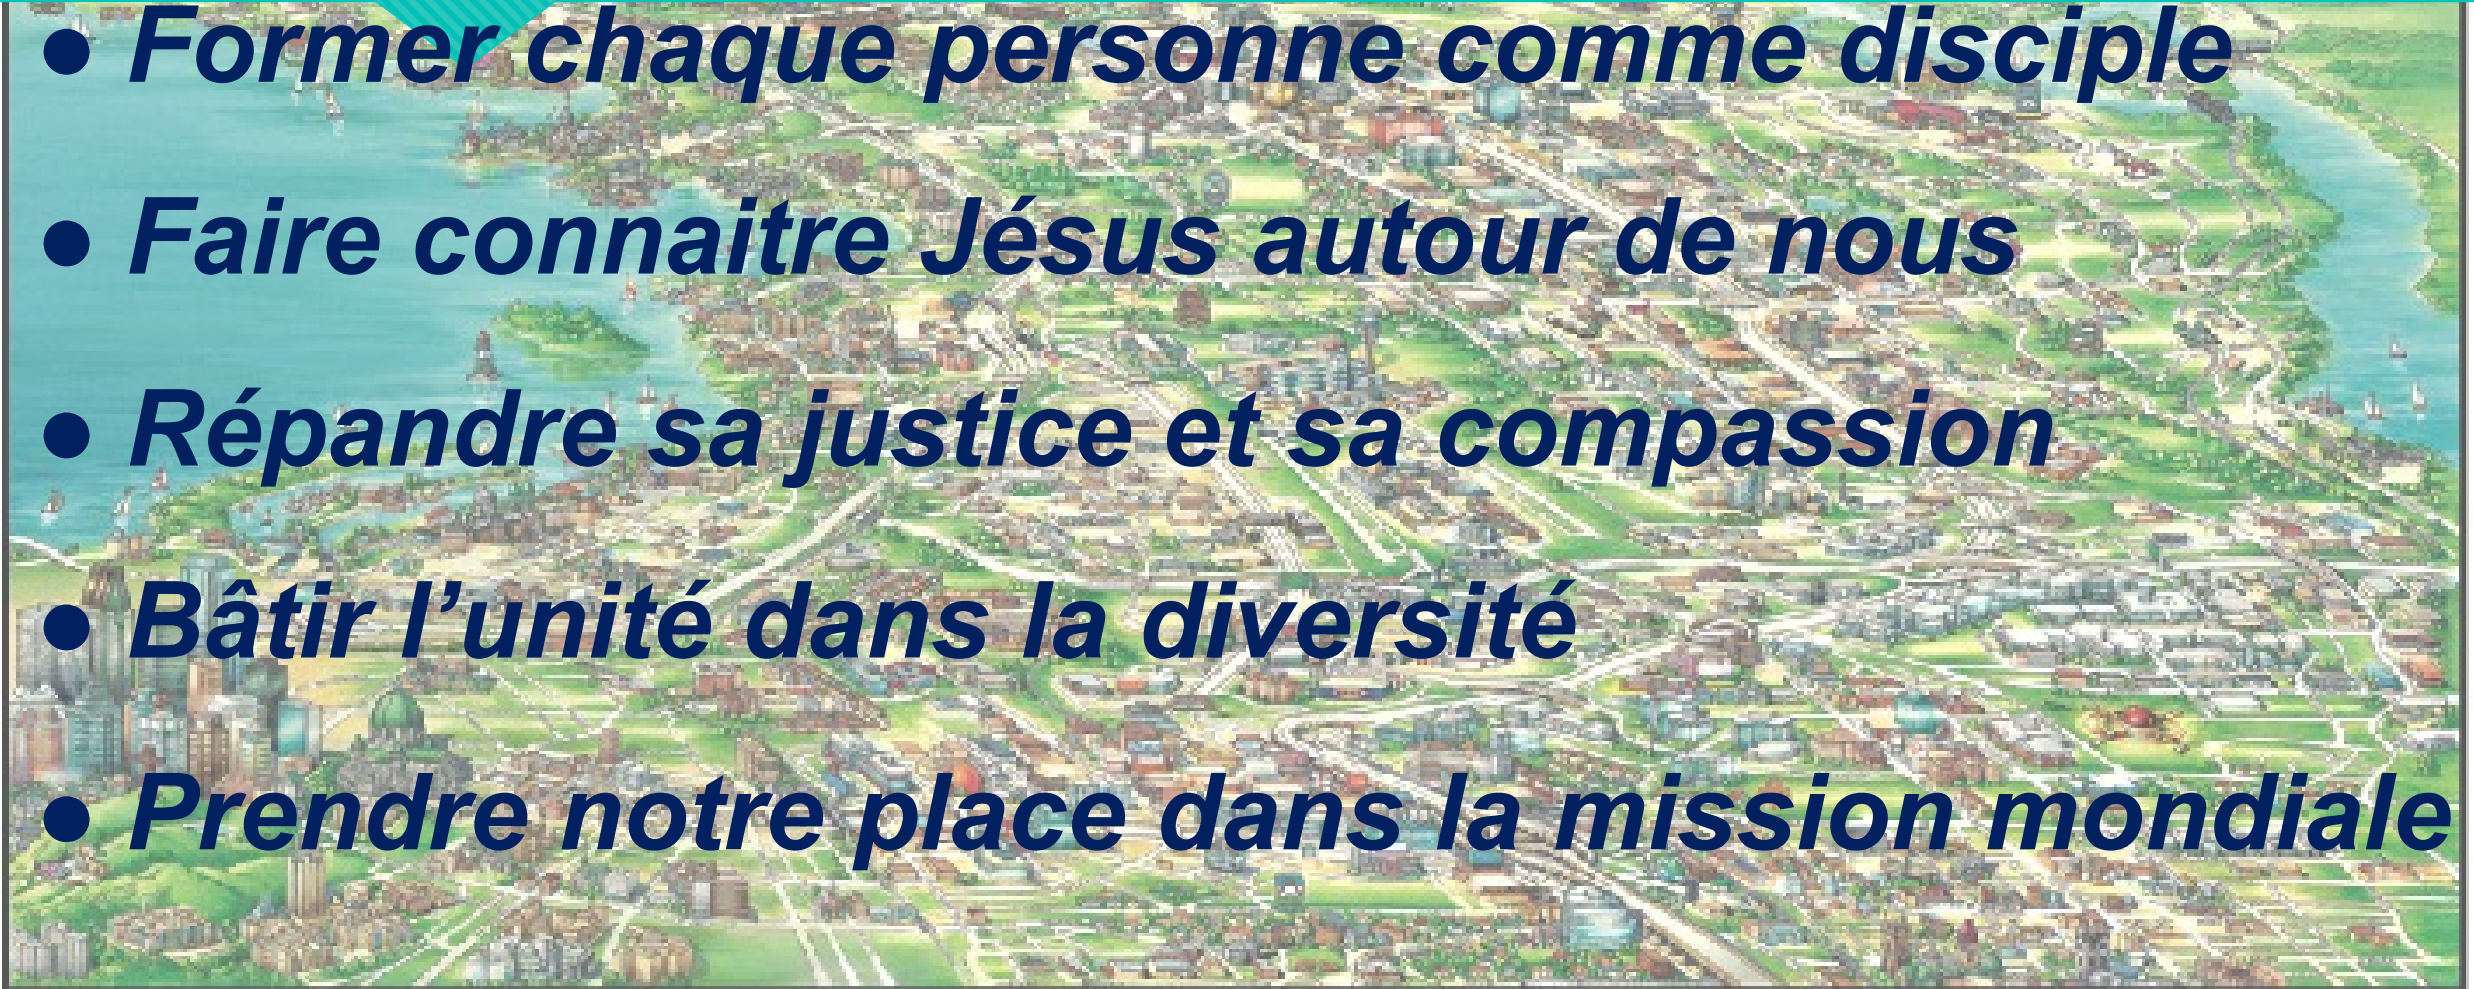 ● Former chaque personne comme disciple
● Faire connaitre Jésus autour de nous
● Répandre sa justice et sa compassion
● Bâtir l’unité dans la diversité
● Prendre notre place dans la mission mondiale